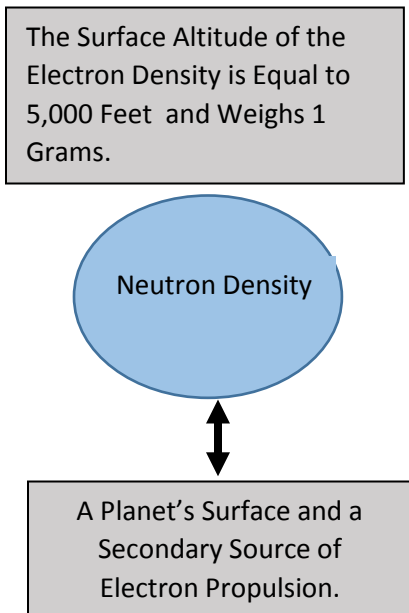 The Surface Altitude of the
Electron Density is Equal to
5,000 Feet  and Weighs 1
Grams.
Neutron Density
A Planet’s Surface and a
Secondary Source of
Electron Propulsion.